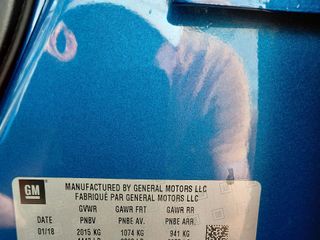 GM
MANUFACTURED BY GENERAL MOTORS LLC
FABRIQUÉ PAR GENERAL MOTORS LLC
GVWR GAWR FRT GAWR RR
DATE PNBV PNBE AV. PNBE ARR.
01/18 2015 KG 1074 KG 941 KG